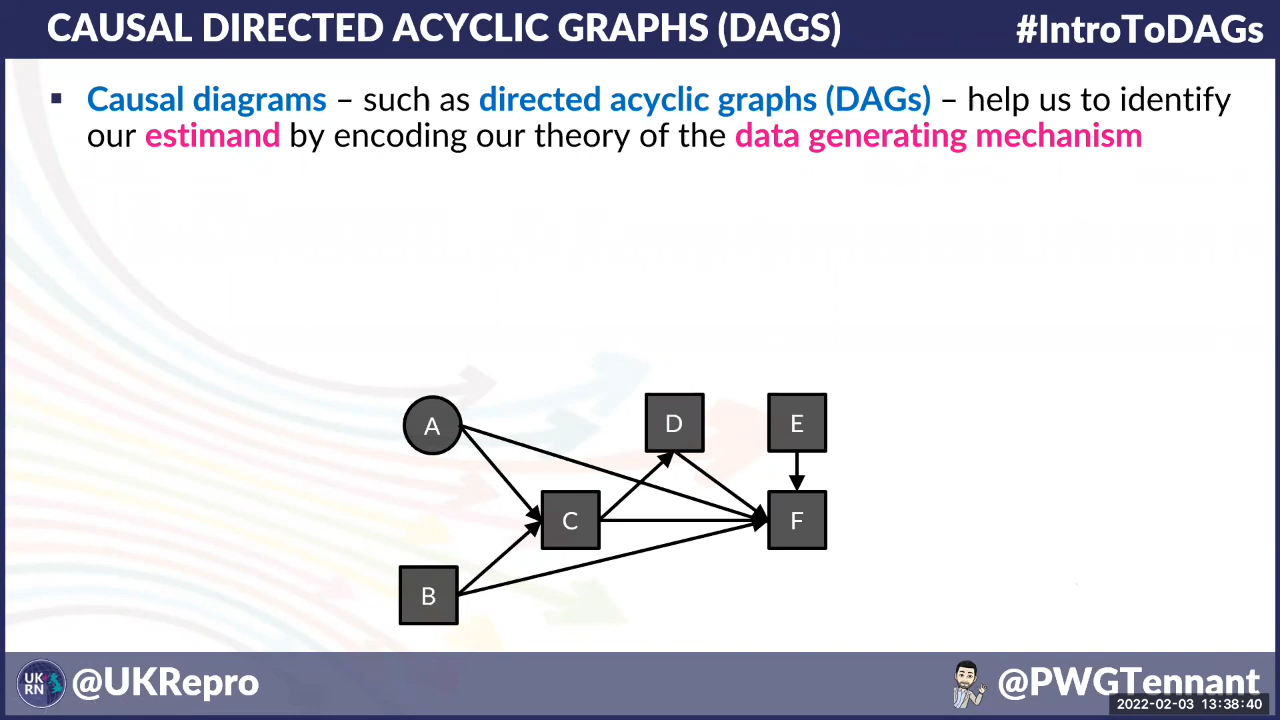 CAUSAL DIRECTED ACYCLIC GRAPHS (DAGS)
#IntroToDAGs
▪ Causal diagrams – such as directed acyclic graphs (DAGs) – help us to identify
our estimand by encoding our theory of the data generating mechanism
A
D
E
C
F
B
UK
RN
@UKRepro
@PWGTennant
2022-02-03 13:38:40